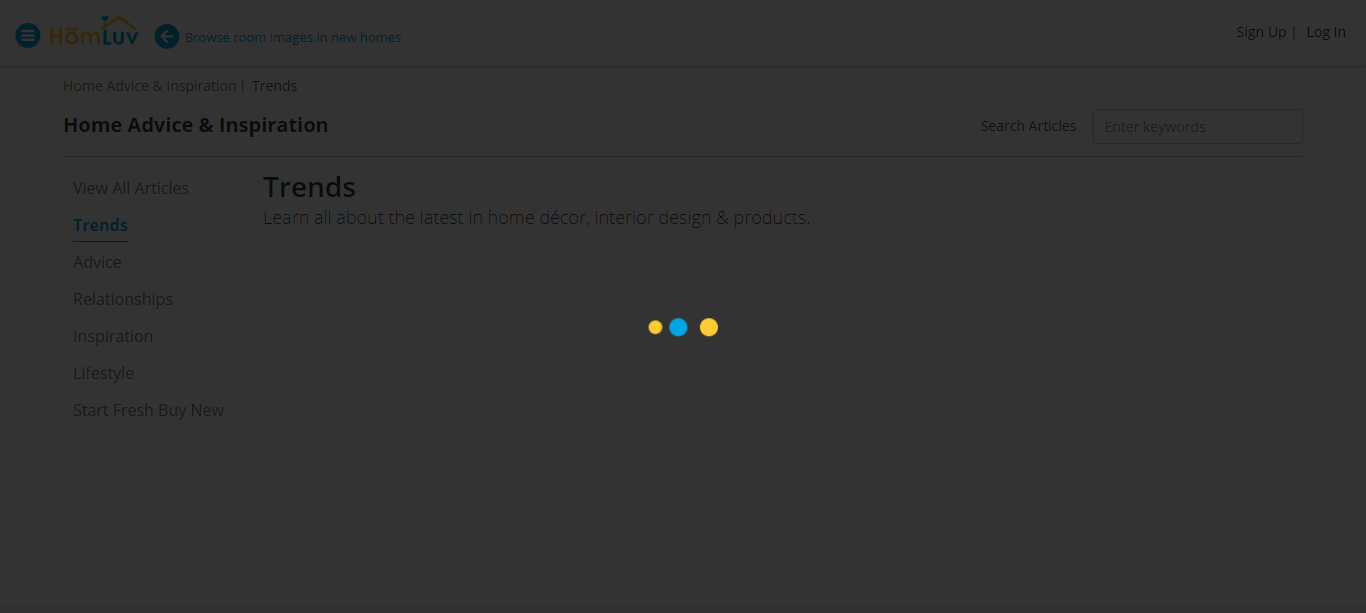 HōmLuv
Browse room images in new homes
Sign Up | Log In
Home Advice & Inspiration | Trends
Home Advice & Inspiration
Search Articles
Enter keywords
View All Articles
Trends
Advice
Relationships
Inspiration
Lifestyle
Start Fresh Buy New
Trends
Learn all about the latest in home décor, interior design & products.